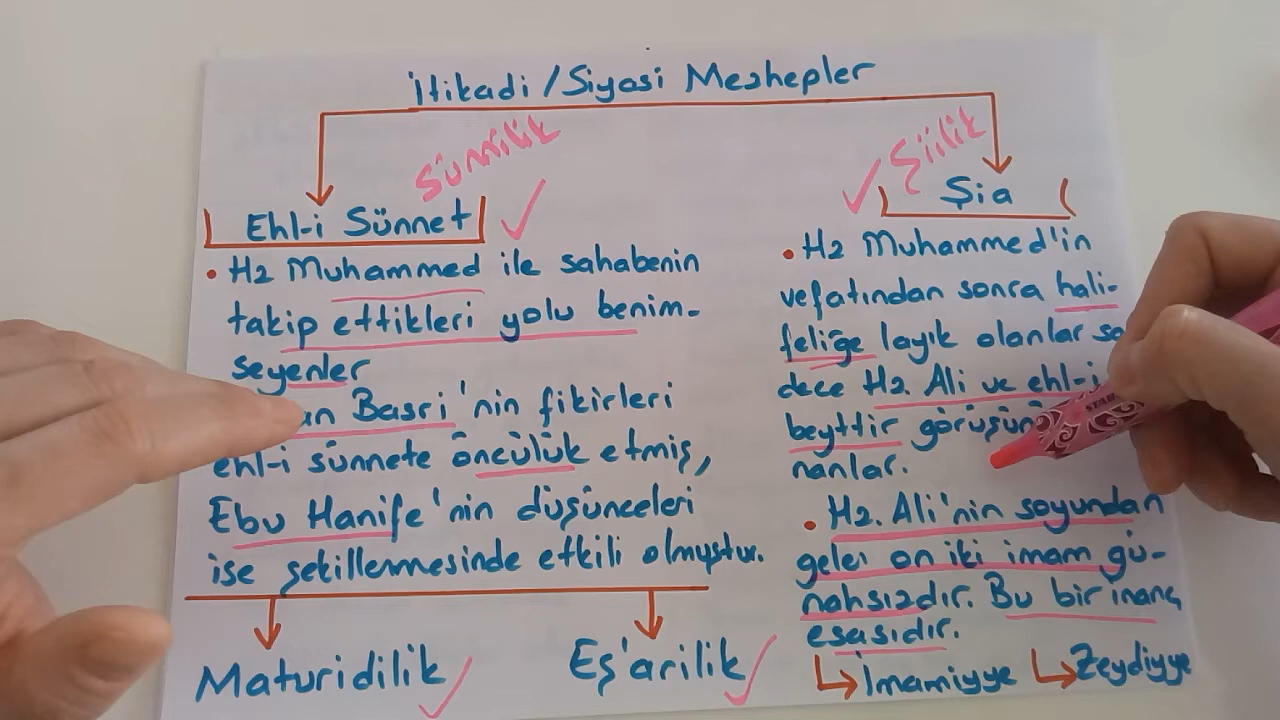 İtikadi / Siyasi Mezhepler
Sünnilik
Ehl-i Sünnet
• Hz Muhammed ile sahabenin
takip ettikleri yolu benim-
seyenler
Basri'nin fikirleri
ehl-i sünnete öncülük etmiş,
Ebu Hanife'nin düşünceleri
ise şekillenmesinde etkili olmuştur.
Maturidilik
Eş'arilik
Şiilik
Şia
• Hz Muhammed'in
vefatından sonra hali-
feliğe layık olanlar
dece Hz. Ali ve ehl-i
beyttir
nanlar.
• Hz. Ali'nin soyundan
gelen on iki imam gü-
nahsızdır. Bu bir inanç
esasıdır.
İmamiyye
Zeydiyye